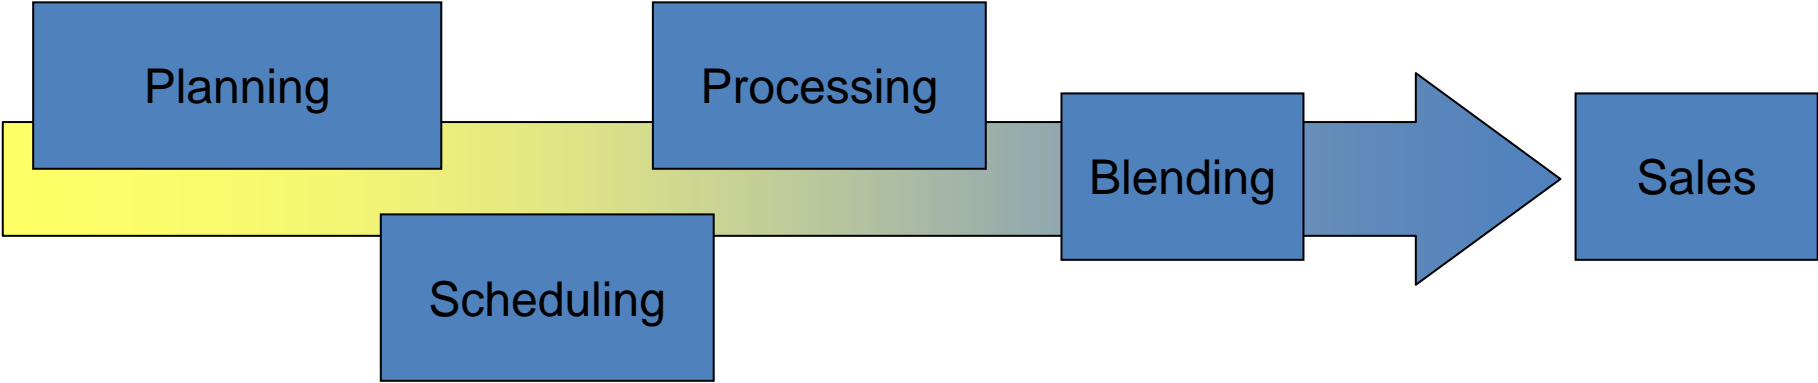 Planning
Scheduling
Processing
Blending
Sales